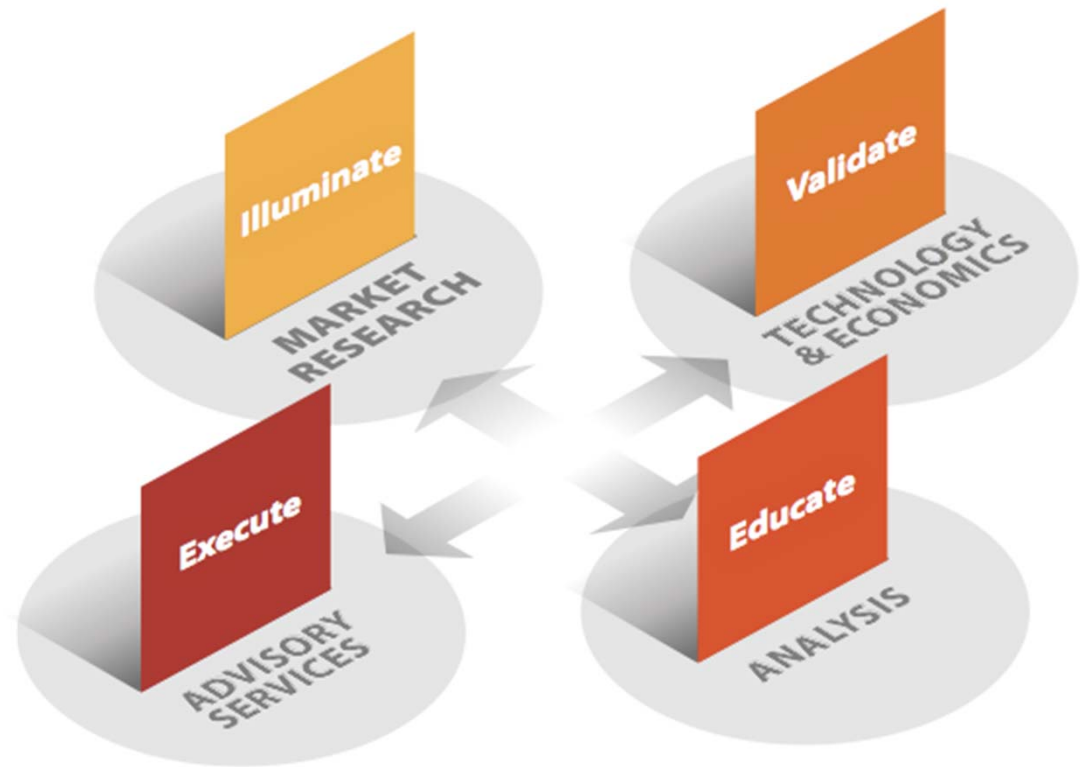 Illuminate
MARKET
RESEARCH
Validate
TECHNOLOGY
& ECONOMICS
Execute
ADVISORY
SERVICES
Educate
ANALYSIS